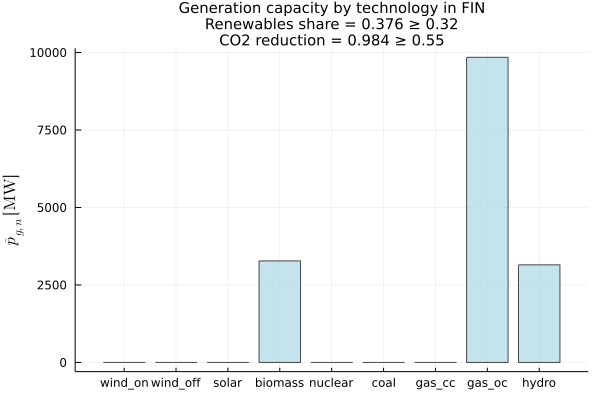 Generation capacity by technology in FIN
Renewables share = 0.376 ≥ 0.32
CO2 reduction = 0.984 ≥ 0.55
10000
7500
5000
2500
0
p̄g,n [MW]
wind_on wind_off solar biomass nuclear coal gas_cc gas_oc hydro